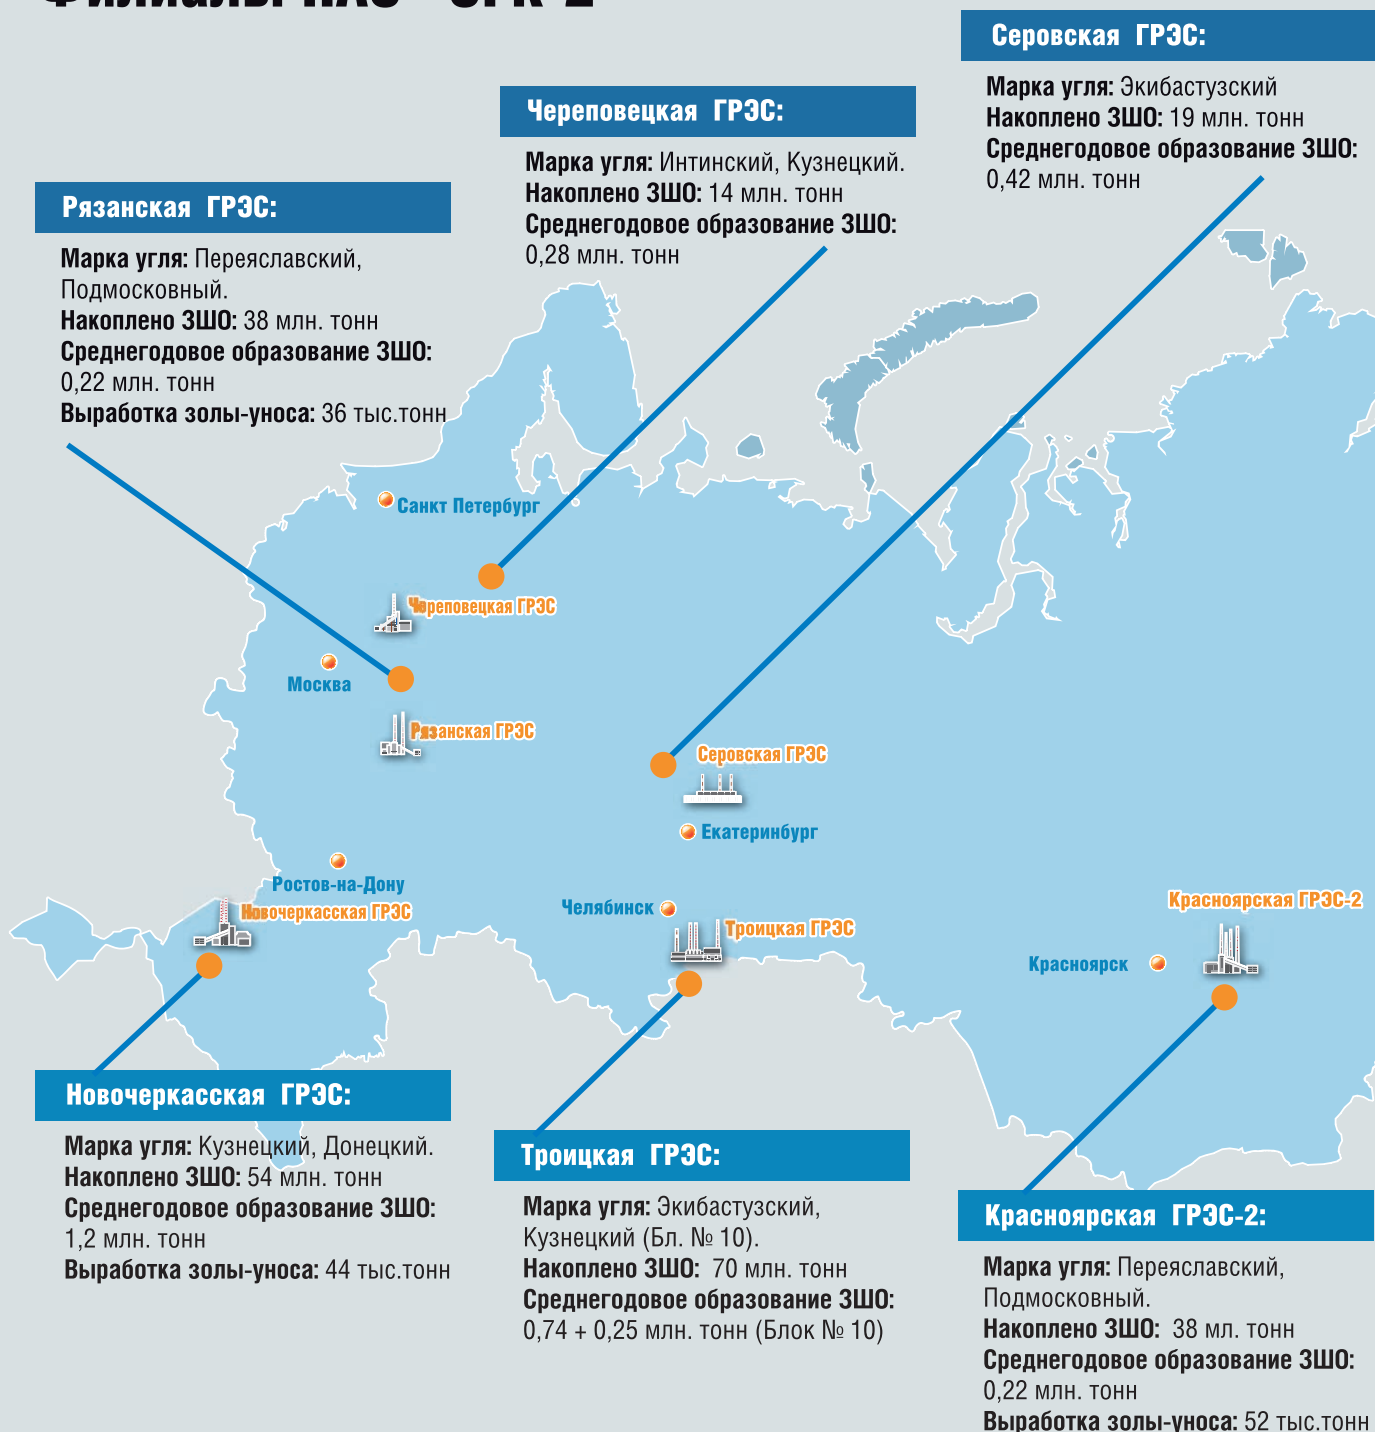 Серовская ГРЭС:
Марка угля: Экибастузский
Накоплено ЗШО: 19 млн. тонн
Среднегодовое образование ЗШО:
0,42 млн. тонн
Череповецкая ГРЭС:
Марка угля: Интинский, Кузнецкий.
Накоплено ЗШО: 14 млн. тонн
Среднегодовое образование ЗШО:
0,28 млн. тонн
Рязанская ГРЭС:
Марка угля: Переяславский,
Подмосковный.
Накоплено ЗШО: 38 млн. тонн
Среднегодовое образование ЗШО:
0,22 млн. тонн
Выработка золы-уноса: 36 тыс.тонн
Санкт Петербург
Череповецкая ГРЭС
Москва
Рязанская ГРЭС
Серовская ГРЭС
Екатеринбург
Ростов-на-Дону
Новочеркасская ГРЭС
Челябинск
Троицкая ГРЭС
Красноярская ГРЭС-2
Красноярск
Новочеркасская ГРЭС:
Марка угля: Кузнецкий, Донецкий.
Накоплено ЗШО: 54 млн. тонн
Среднегодовое образование ЗШО:
1,2 млн. тонн
Выработка золы-уноса: 44 тыс.тонн
Троицкая ГРЭС:
Марка угля: Экибастузский,
Кузнецкий (Бл. № 10).
Накоплено ЗШО: 70 млн. тонн
Среднегодовое образование ЗШО:
0,74 + 0,25 млн. тонн (Блок № 10)
Красноярская ГРЭС-2:
Марка угля: Переяславский,
Подмосковный.
Накоплено ЗШО: 38 мл. тонн
Среднегодовое образование ЗШО:
0,22 млн. тонн
Выработка золы-уноса: 52 тыс.тонн